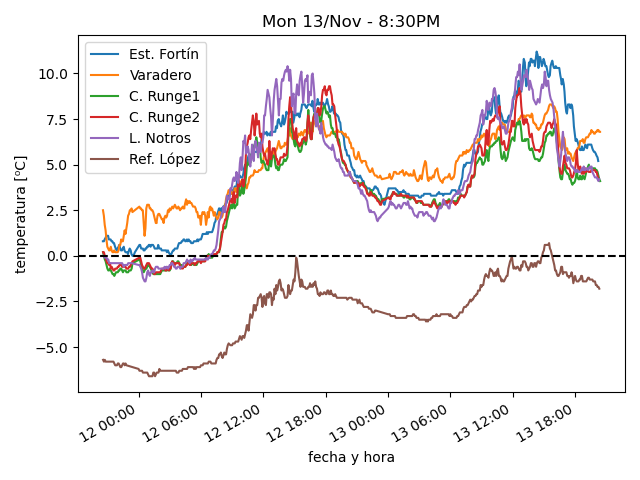 Mon 13/Nov - 8:30PM
Est. Fortín
Varadero
C. Runge1
C. Runge2
L. Notros
Ref. López
temperatura [ºC]
10.0
7.5
5.0
2.5
0.0
−2.5
−5.0
12 00:00
12 06:00
12 12:00
12 18:00
13 00:00
13 06:00
13 12:00
13 18:00
fecha y hora